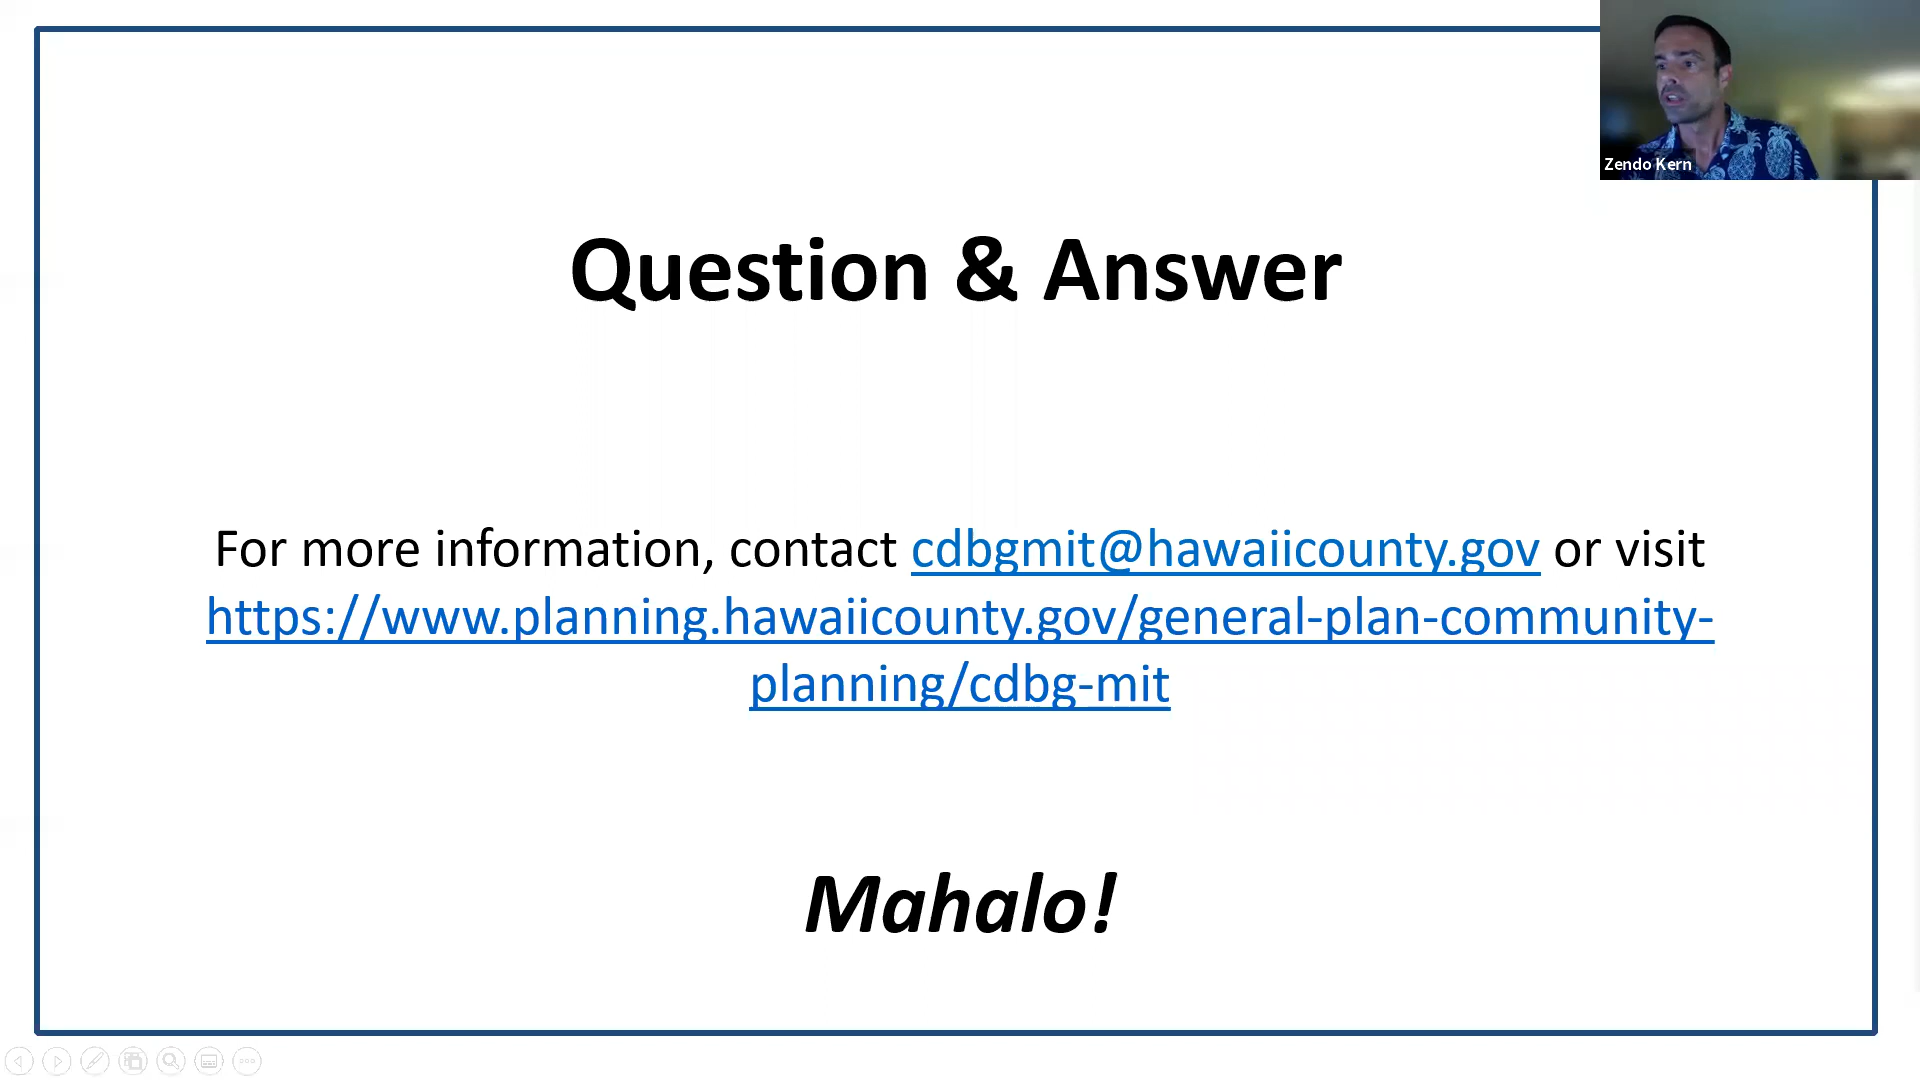 Zendo Kern
Question & Answer
For more information, contact cdbgmit@hawaiicounty.gov or visit
https://www.planning.hawaiicounty.gov/general-plan-community-
planning/cdbg-mit
Mahalo!